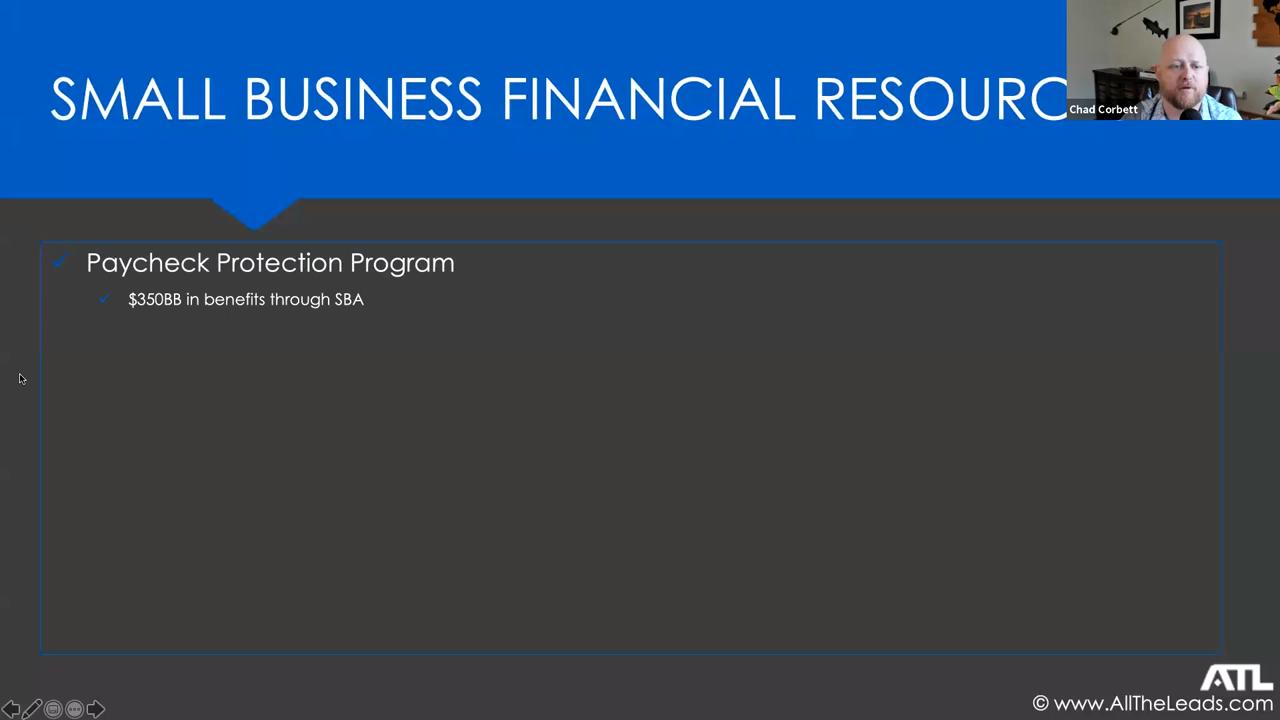 SMALL BUSINESS FINANCIAL RESOURC
Chad Corbett
Paycheck Protection Program
$350BB in benefits through SBA
ATL
© www.AllTheLeads.com